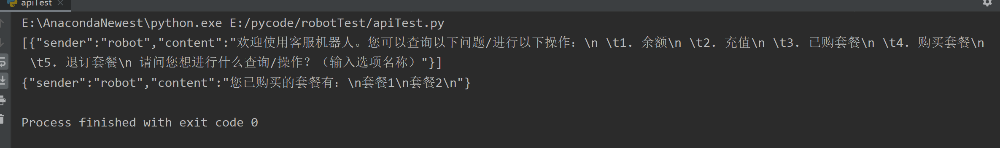 apiTest
E:\AnacondaNewest\python.exe E:/pycode/robotTest/apiTest.py
[{"sender":"robot","content":"欢迎使用客服机器人。您可以查询以下问题/进行以下操作：\n \t1. 余额\n \t2. 充值\n \t3. 已购套餐\n \t4. 购买套餐\n
 \t5. 退订套餐\n 请问您想进行什么查询/操作？（输入选项名称）"}]
{"sender":"robot","content":"您已购买的套餐有：\n套餐1\n套餐2\n"}
Process finished with exit code 0